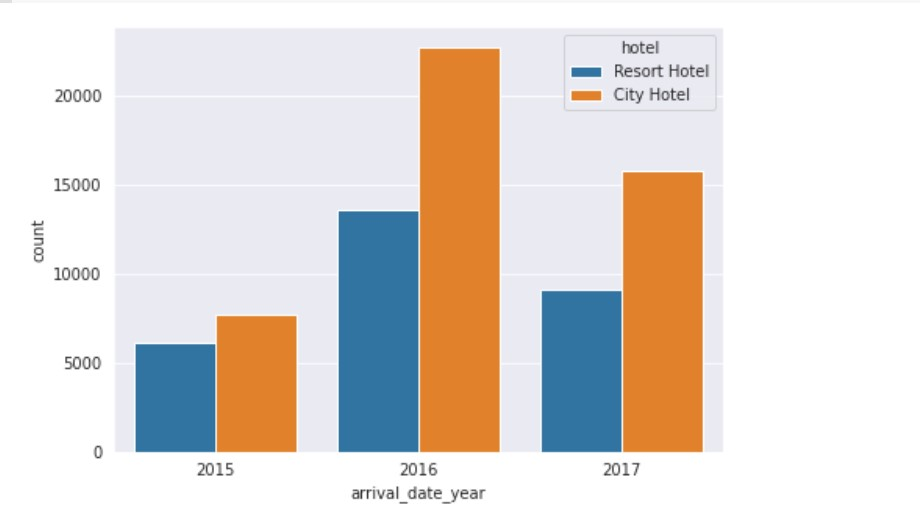 hotel
Resort Hotel
City Hotel
20000
15000
10000
5000
0
count
2015 2016 2017
arrival_date_year